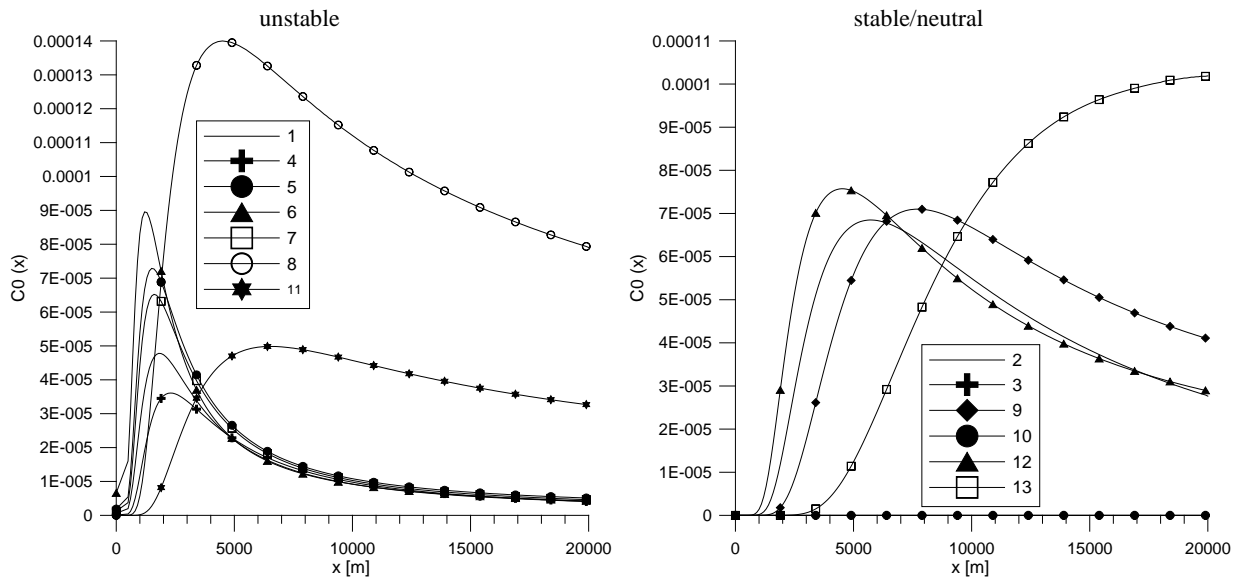 unstable
0.00014
0.00013
0.00012
0.00011
0.0001
9E-005
8E-005
7E-005
6E-005
5E-005
4E-005
3E-005
2E-005
1E-005
0
C0 (x)
1
4
5
6
7
8
11
0 5000 10000 15000 20000
x [m]
stable/neutral
0.00011
0.0001
9E-005
8E-005
7E-005
6E-005
5E-005
4E-005
3E-005
2E-005
1E-005
0
C0 (x)
2
3
9
10
12
13
0 5000 10000 15000 20000
x [m]